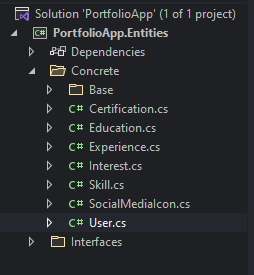 Solution 'PortfolioApp' (1 of 1 project)
C# PortfolioApp.Entities
Dependencies
Concrete
Base
C# Certification.cs
C# Education.cs
C# Experience.cs
C# Interest.cs
C# Skill.cs
C# SocialMediaIcon.cs
C# User.cs
Interfaces